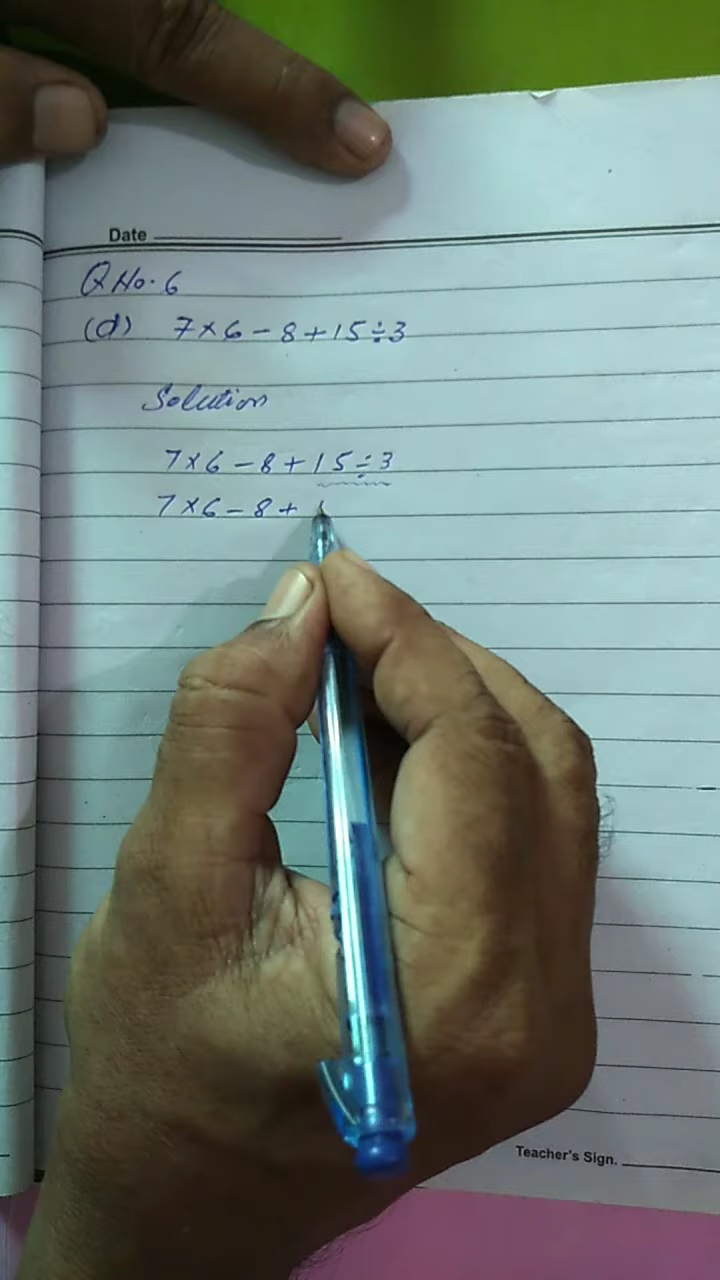 Date
Q No. 6
(d) 7×6-8+15÷3
Solution
7×6-8+15÷3
7×6-8+
Teacher's Sign.